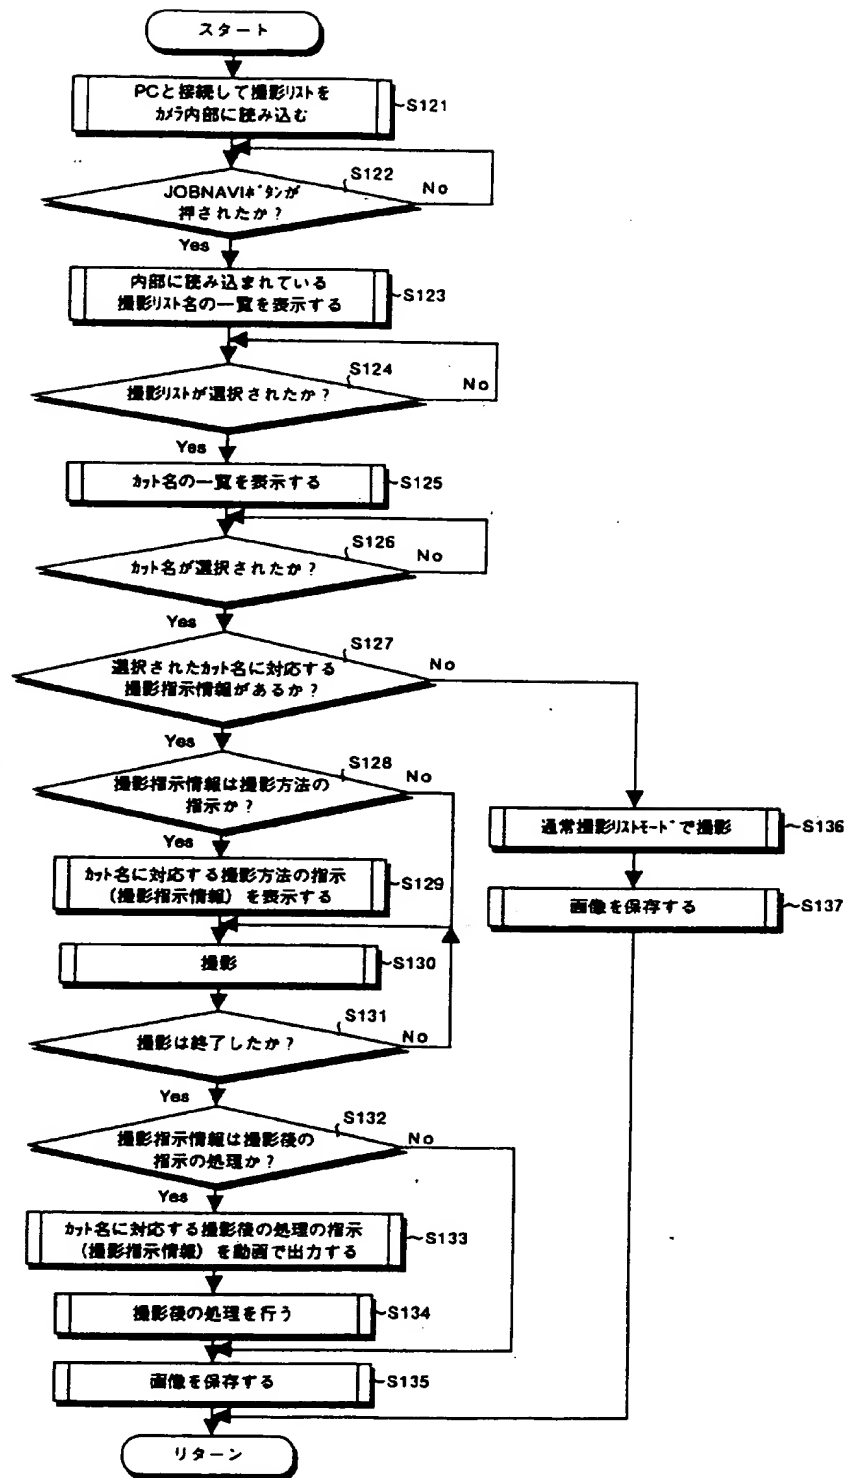 スタート
PCと接続して撮影リストを
カメラ内部に読み込む
S121
S122
No
JOBNAVIボタンが
押されたか?
Yes
内部に読み込まれている
撮影リスト名の一覧を表示する
S123
S124
No
撮影リストが選択されたか?
Yes
カット名の一覧を表示する
S125
S126
No
カット名が選択されたか?
Yes
S127
No
選択されたカット名に対応する
撮影指示情報があるか?
Yes
S128
No
撮影指示情報は撮影方法の
指示か?
Yes
通常撮影リストモードで撮影
S136
カット名に対応する撮影方法の指示
(撮影指示情報)を表示する
S129
画像を保存する
S137
撮影
S130
S131
No
撮影は終了したか?
Yes
S132
No
撮影指示情報は撮影後の
指示の処理か?
Yes
カット名に対応する撮影後の処理の指示
(撮影指示情報)を動画で出力する
S133
撮影後の処理を行う
S134
画像を保存する
S135
リターン